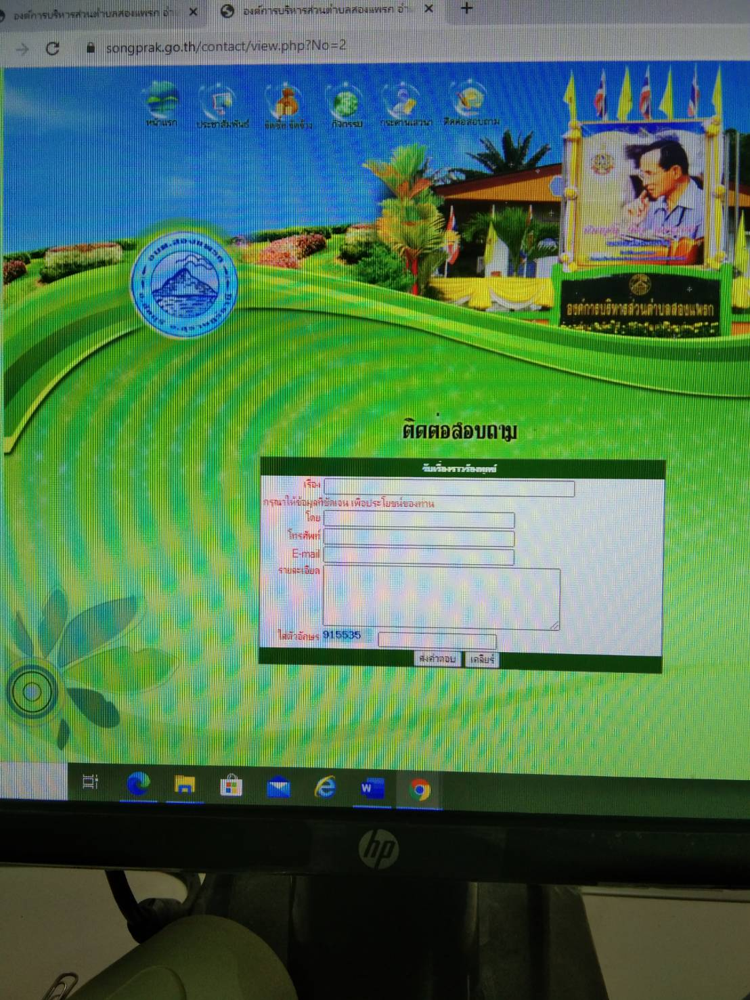 องค์การบริหารส่วนตำบลสองแพรก อำ
องค์การบริหารส่วนตำบลสองแพรก อำ
songprak.go.th/contact/view.php?No=2
หน้าแรก
ประชาสัมพันธ์
จัดซื้อ จัดจ้าง
กิจกรรม
กระดานเสวนา
ติดต่อสอบถาม
อบต.สองแพรก
องค์การบริหารส่วนตำบลสองแพรก
ติดต่อสอบถาม
รับเรื่องราวร้องทุกข์
เรื่อง
กรุณาให้ข้อมูลที่ชัดเจน เพื่อประโยชน์ของท่าน
โดย
โทรศัพท์
E-mail
รายละเอียด
ใส่ตัวอักษร 915535
ส่งคำตอบ
เคลียร์
W
hp